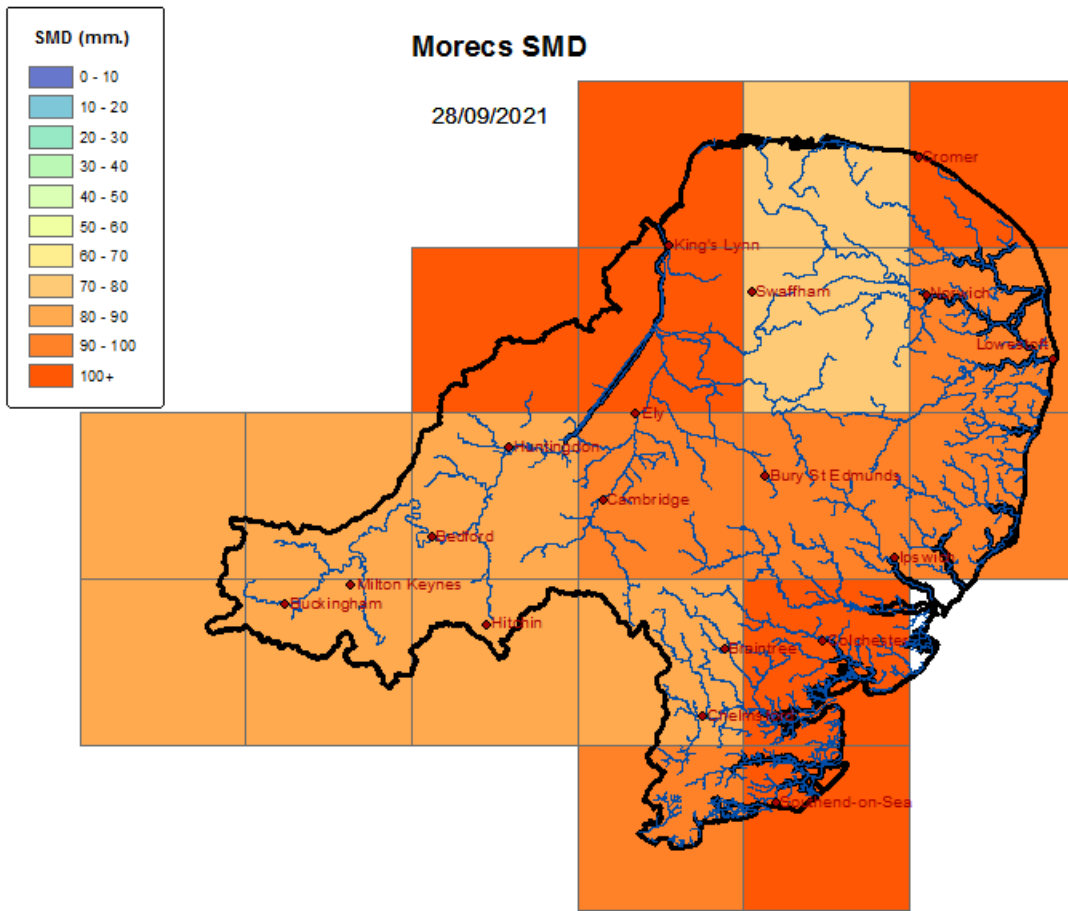 SMD (mm.)
0 - 10
10 - 20
20 - 30
30 - 40
40 - 50
50 - 60
60 - 70
70 - 80
80 - 90
90 - 100
100+
Morecs SMD
28/09/2021
Cromer
King's Lynn
Swaffham
Norwich
Lowestoft
Ely
Huntingdon
Bury St Edmunds
Cambridge
Bedford
Ipswich
Milton Keynes
Buckingham
Hitchin
Colchester
Braintree
Chelmsford
Southend-on-Sea